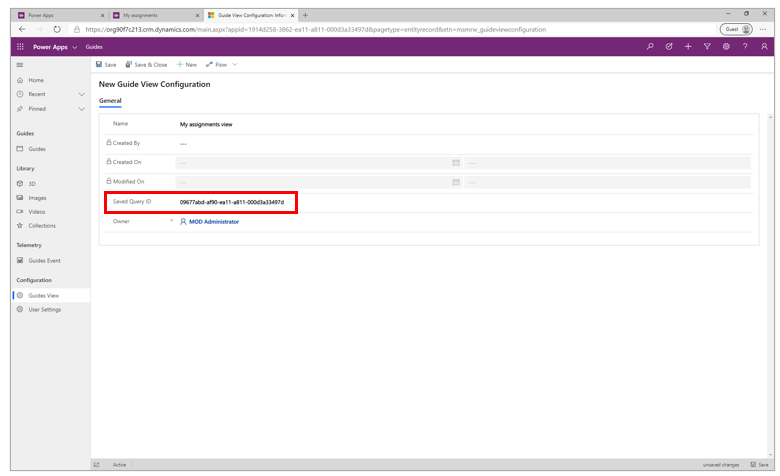 Power Apps
My assignments
Guide View Configuration: Infor
https://org90f7c213.crm.dynamics.com/main.aspx?appid=1914d258-3862-ea11-a811-000d3a33497d&pagetype=entityrecord&etn=msmrw_guideviewconfiguration
Guest
Power Apps
Guides
Home
Recent
Pinned
Guides
Guides
Library
3D
Images
Videos
Collections
Telemetry
Guides Event
Configuration
Guides View
User Settings
Save
Save & Close
New
Flow
New Guide View Configuration
General
Name
My assignments view
Created By
---
Created On
---
---
Modified On
---
---
Saved Query ID
09677abd-af90-ea11-a811-000d3a33497d
Owner
*
MOD Administrator
Active
unsaved changes
Save